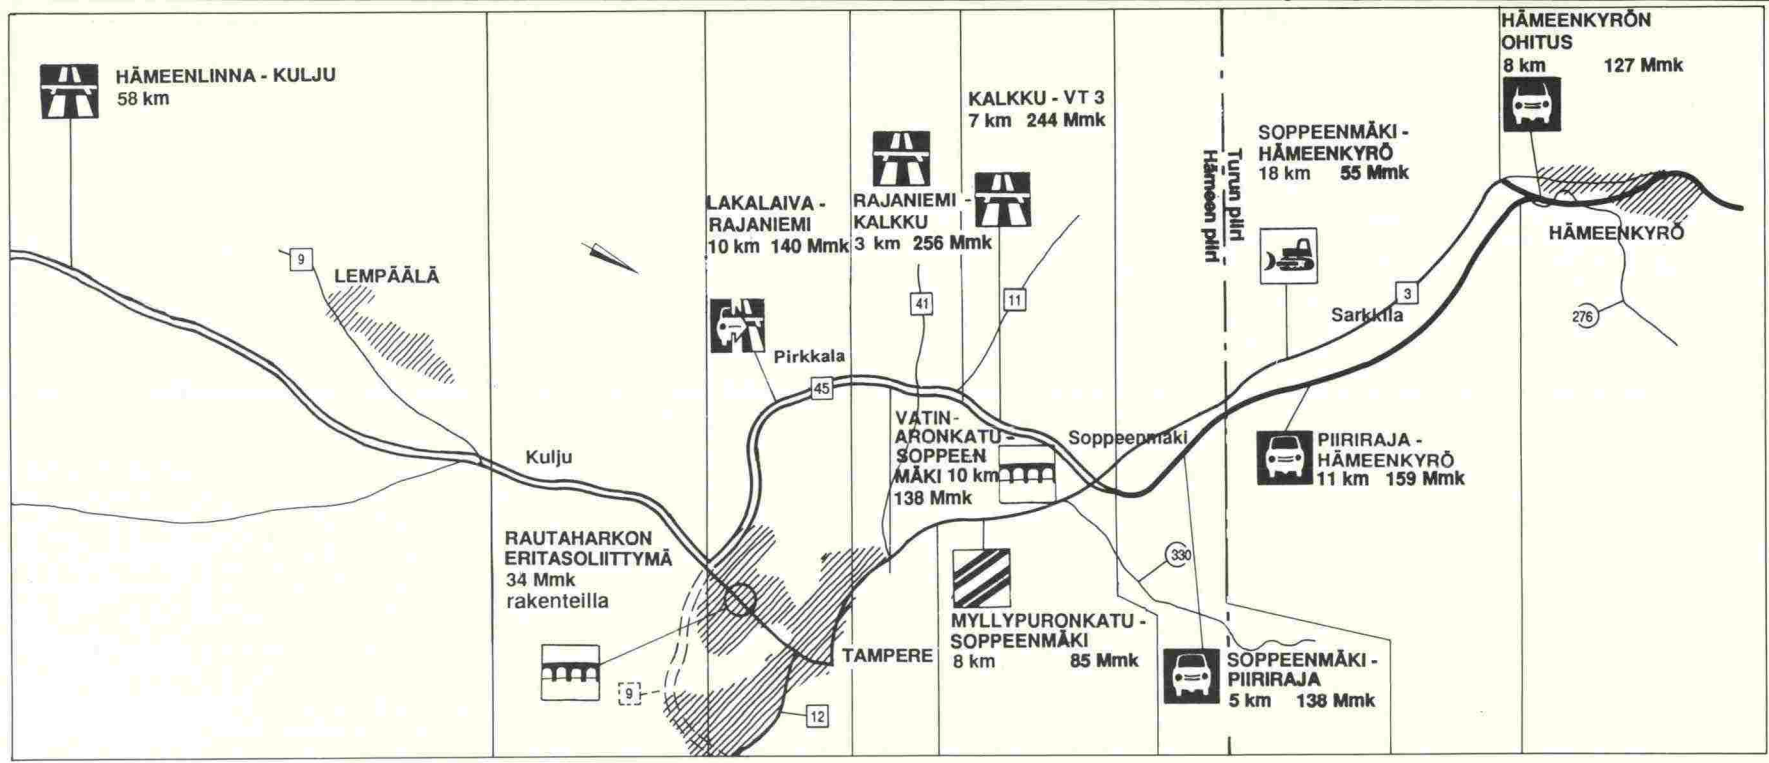 HÄMEENLINNA - KULJU
58 km
9
LEMPÄÄLÄ
Kulju
RAUTAHARKON
ERITASOLIITTYMÄ
34 Mmk
rakenteilla
9
12
TAMPERE
LAKALAIVA -
RAJANIEMI
10 km 140 Mmk
Pirkkala
45
RAJANIEMI -
KALKKU
3 km 256 Mmk
41
11
KALKKU - VT 3
7 km 244 Mmk
VATIN-
ARONKATU -
SOPPEEN
MÄKI 10 km
138 Mmk
Soppeenmäki
MYLLYPURONKATU -
SOPPEENMÄKI
8 km 85 Mmk
330
Turun piiri
Hämeen piiri
SOPPEENMÄKI -
PIIRIRAJA
5 km 138 Mmk
SOPPEENMÄKI -
HÄMEENKYRÖ
18 km 55 Mmk
3
Sarkkila
PIIRIRAJA -
HÄMEENKYRÖ
11 km 159 Mmk
HÄMEENKYRÖN
OHITUS
8 km 127 Mmk
HÄMEENKYRÖ
276